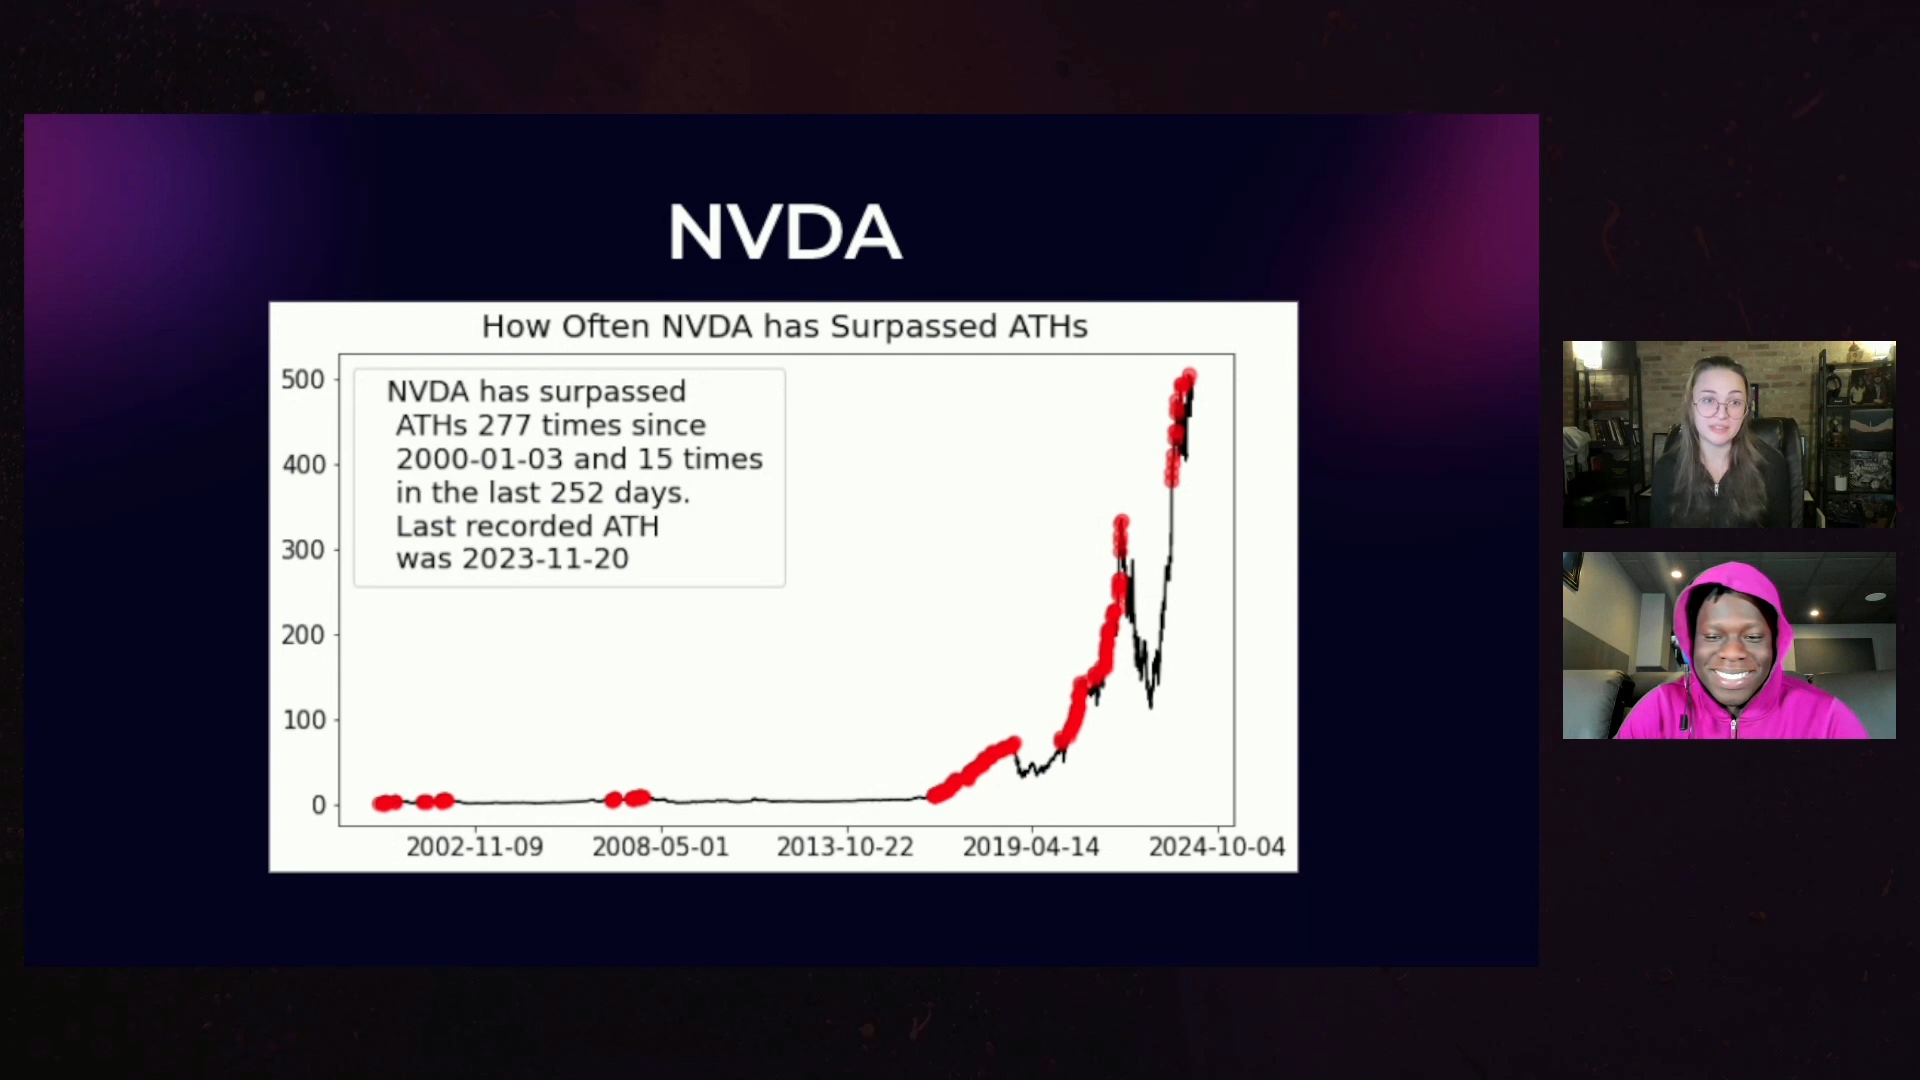 NVDA
How Often NVDA has Surpassed ATHs
NVDA has surpassed
ATHs 277 times since
2000-01-03 and 15 times
in the last 252 days.
Last recorded ATH
was 2023-11-20
500
400
300
200
100
0
2002-11-09 2008-05-01 2013-10-22 2019-04-14 2024-10-04